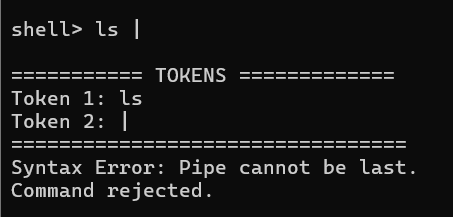 shell> ls |
=========== TOKENS =============
Token 1: ls
Token 2: |
=================================
Syntax Error: Pipe cannot be last.
Command rejected.